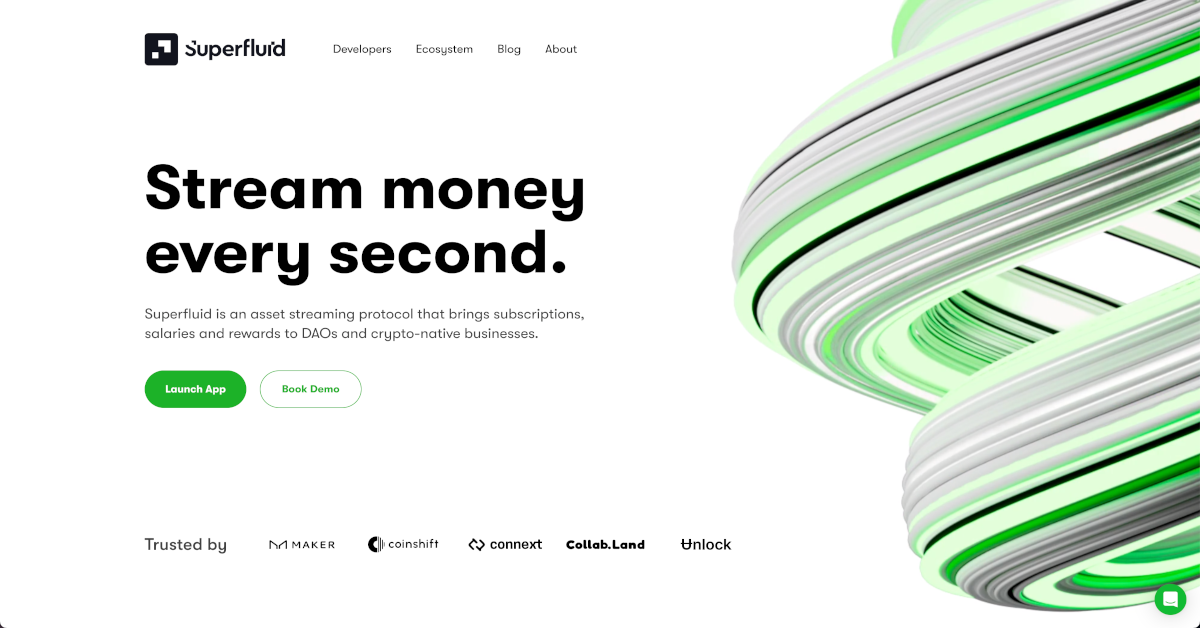 Superfluid
Developers Ecosystem Blog About
Stream money
every second.
Superfluid is an asset streaming protocol that brings subscriptions,
salaries and rewards to DAOs and crypto-native businesses.
Launch App Book Demo
Trusted by MAKER coinshift connext Collab.Land Unlock